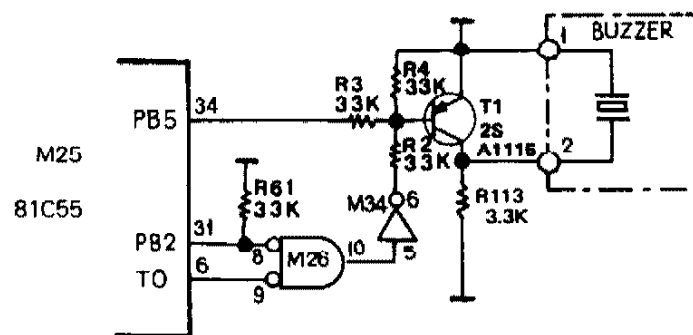 1
BUZZER
R3
33K
R4
33K
T1
2S
A1115
34
PB5
M25
81C55
R2
33K
2
R61
33K
M34
6
5
R113
3.3K
31
PB2
8
M26
10
6
TO
9